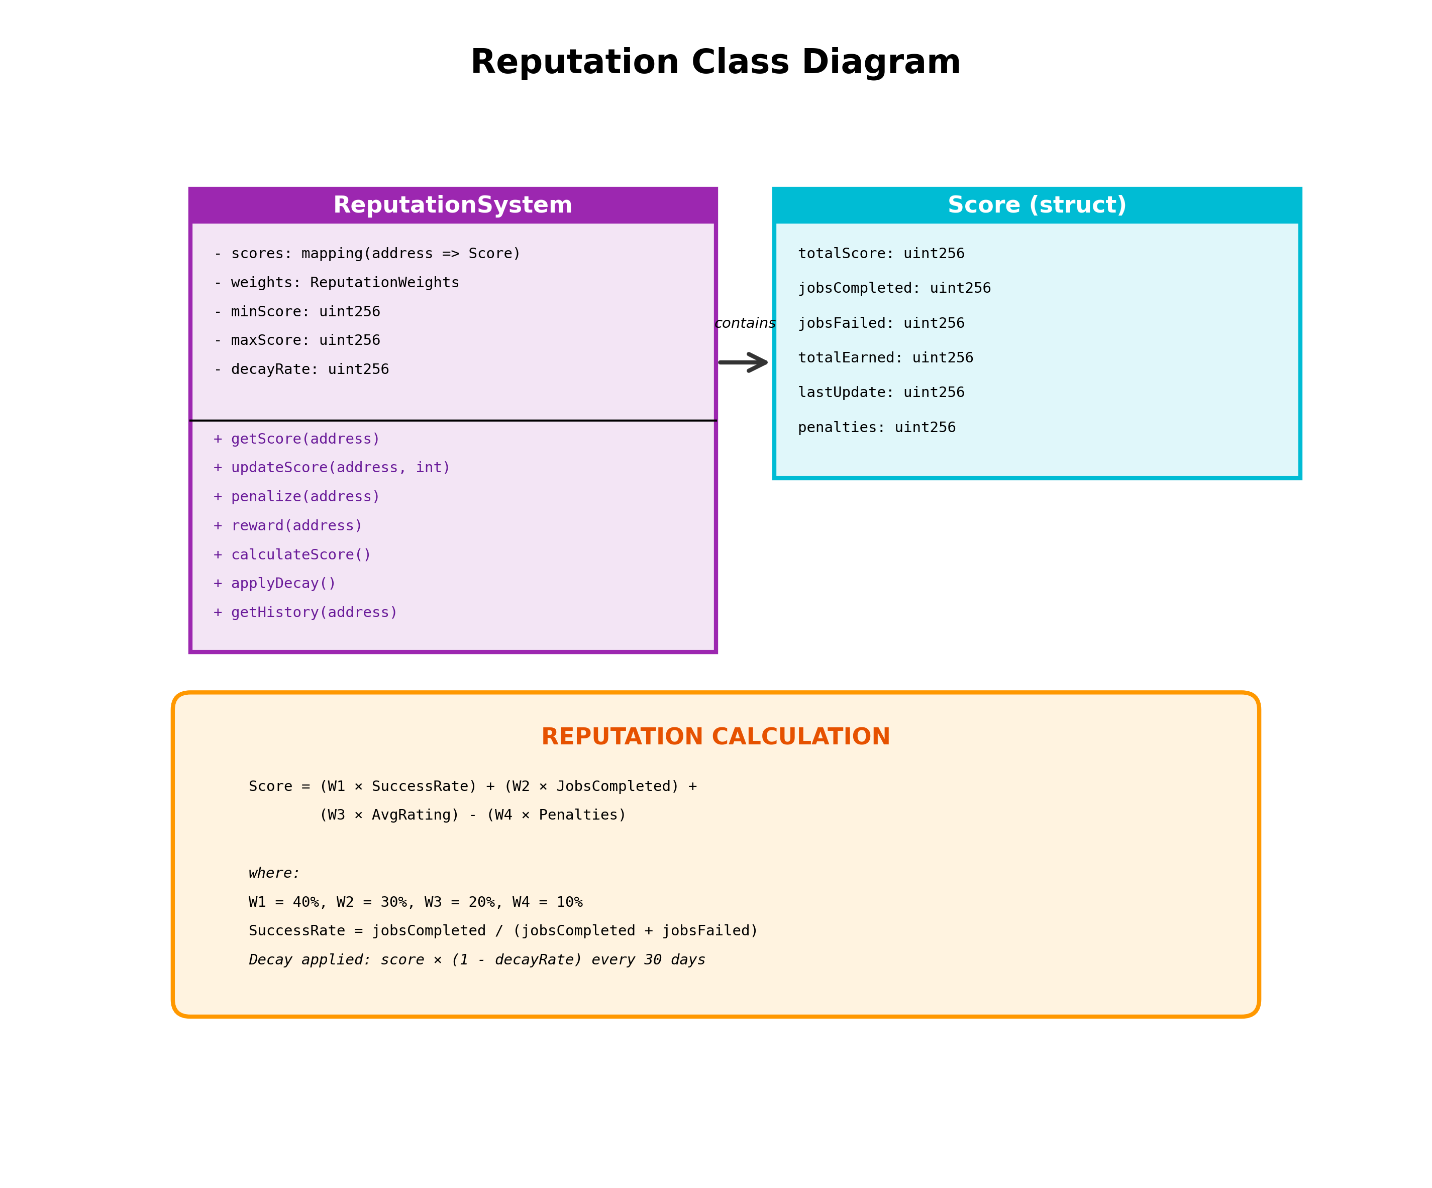 Reputation Class Diagram
ReputationSystem
- scores: mapping(address => Score)
- weights: ReputationWeights
- minScore: uint256
- maxScore: uint256
- decayRate: uint256
+ getScore(address)
+ updateScore(address, int)
+ penalize(address)
+ reward(address)
+ calculateScore()
+ applyDecay()
+ getHistory(address)
contains
Score (struct)
totalScore: uint256
jobsCompleted: uint256
jobsFailed: uint256
totalEarned: uint256
lastUpdate: uint256
penalties: uint256
REPUTATION CALCULATION
Score = (W1 × SuccessRate) + (W2 × JobsCompleted) +
(W3 × AvgRating) - (W4 × Penalties)
where:
W1 = 40%, W2 = 30%, W3 = 20%, W4 = 10%
SuccessRate = jobsCompleted / (jobsCompleted + jobsFailed)
Decay applied: score × (1 - decayRate) every 30 days